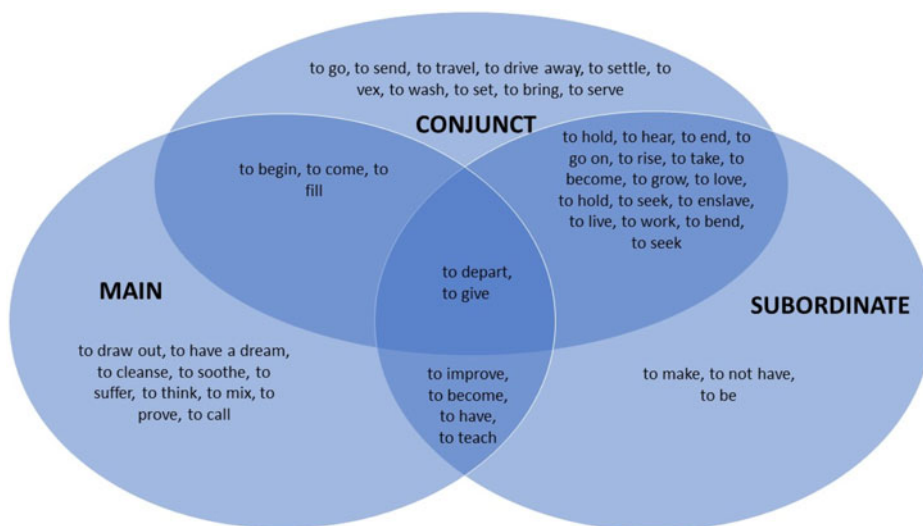 to go, to send, to travel, to drive away, to settle, to
vex, to wash, to set, to bring, to serve
CONJUNCT
to begin, to come, to
fill
to hold, to hear, to end, to
go on, to rise, to take, to
become, to grow, to love,
to hold, to seek, to enslave,
to live, to work, to bend,
to seek
to depart,
to give
MAIN
SUBORDINATE
to draw out, to have a dream,
to cleanse, to soothe, to
suffer, to think, to mix, to
prove, to call
to improve,
to become,
to have,
to teach
to make, to not have,
to be